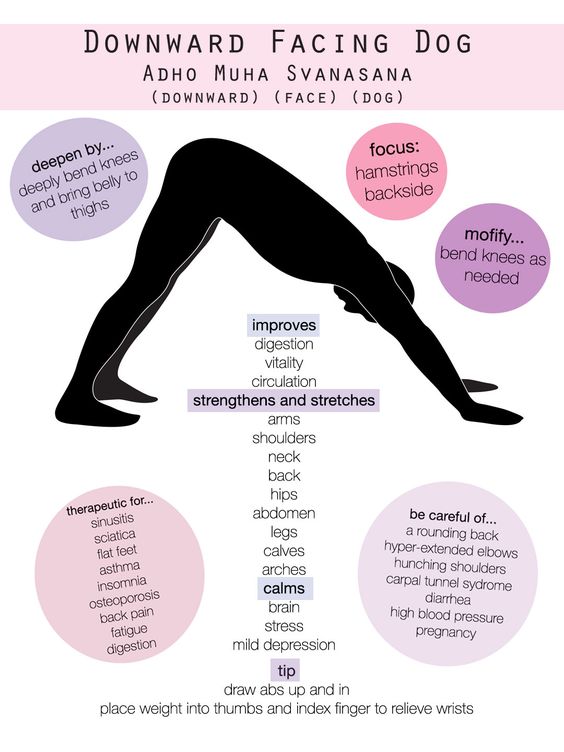 Downward Facing Dog
Adho Muha Svanasana
(downward) (face) (dog)
deepen by...
deeply bend knees
and bring belly to
thighs
focus:
hamstrings
backside
mofify...
bend knees as
needed
improves
digestion
vitality
circulation
strengthens and stretches
arms
shoulders
neck
back
hips
abdomen
legs
calves
arches
calms
brain
stress
mild depression
tip
draw abs up and in
place weight into thumbs and index finger to relieve wrists
therapeutic for...
sinusitis
sciatica
flat feet
asthma
insomnia
osteoporosis
back pain
fatigue
digestion
be careful of...
a rounding back
hyper-extended elbows
hunching shoulders
carpal tunnel sydrome
diarrhea
high blood pressure
pregnancy